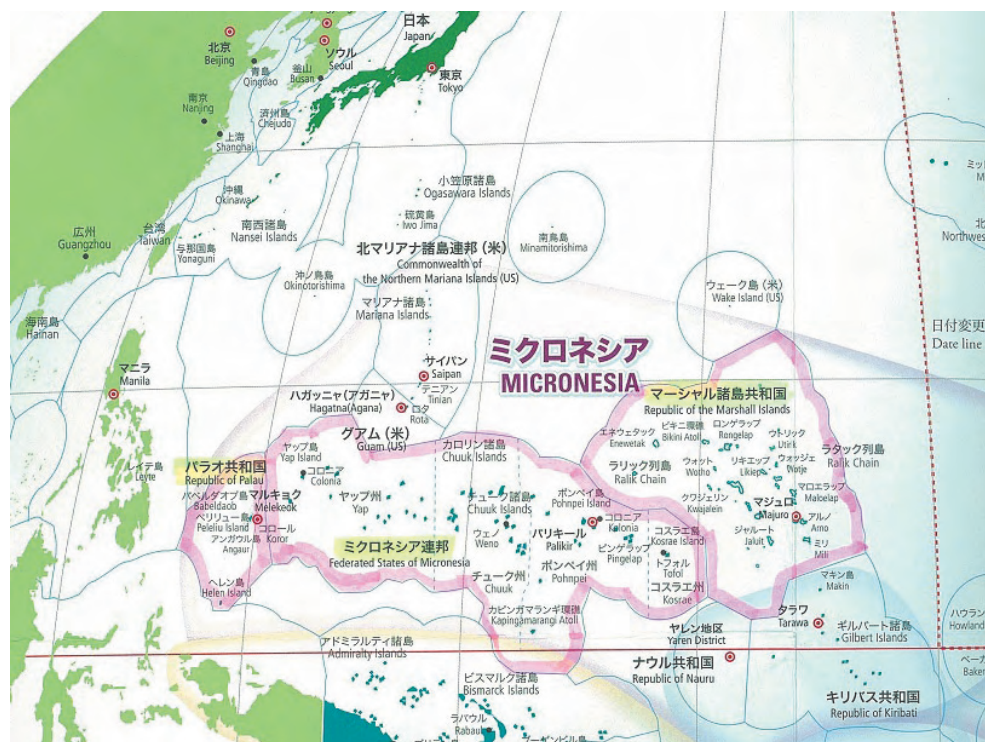 日本
Japan
北京
Beijing
ソウル
Seoul
釜山
Busan
青島
Qingdao
東京
Tokyo
南京
Nanjing
済州島
Chejudo
上海
Shanghai
沖縄
Okinawa
台湾
Taiwan
広州
Guangzhou
与那国島
Yonaguni
南西諸島
Nansei Islands
小笠原諸島
Ogasawara Islands
硫黄島
Iwo Jima
南鳥島
Minamitorishima
北マリアナ諸島連邦（米）
Commonwealth of
the Northern Mariana Islands (US)
沖ノ鳥島
Okinotorishima
マリアナ諸島
Mariana Islands
ウェーク島（米）
Wake Island (US)
海南島
Hainan
日付変更
Date line
Northwes
マニラ
Manila
サイパン
Saipan
テニアン
Tinian
ロタ
Rota
ミクロネシア
MICRONESIA
ハガッニャ（アガニャ）
Hagatna(Agana)
グアム（米）
Guam (US)
マーシャル諸島共和国
Republic of the Marshall Islands
エネウェタック
Enewetak
ビキニ環礁
Bikini Atoll
ロンゲラップ
Rongelap
ウトリック
Utirik
ラリック列島
Ralik Chain
ウォット
Wotho
リキエップ
Likiep
ウォッジェ
Wotje
ラタック列島
Ralik Chain
クワジェリン
Kwajalein
マロエラップ
Maloelap
マジュロ
Majuro
アルノ
Arno
ジャルート
Jaluit
ミリ
Mili
レイテ島
Leyte
パラオ共和国
Republic of Palau
バベルダオブ島
Babeldaob
マルキョク
Melekeok
ペリリュー島
Peleliu Island
コロール
Koror
アンガウル島
Angaur
ヘレン島
Helen Island
ヤップ島
Yap Island
コロニア
Colonia
ヤップ州
Yap
カロリン諸島
Chuuk Islands
チューク諸島
Chuuk Islands
ウェノ
Weno
ミクロネシア連邦
Federated States of Micronesia
チューク州
Chuuk
ポンペイ島
Pohnpei Island
パリキール
Palikir
コロニア
Kolonia
ピンゲラップ
Pingelap
ポンペイ州
Pohnpei
コスラエ島
Kosrae Island
トフォル
Tofol
コスラエ州
Kosrae
カピンガマランギ環礁
Kapingamarangi Atoll
マキン島
Makin
タラワ
Tarawa
ギルバート諸島
Gilbert Islands
ハウラン
Howland
ベーカ
Baker
ヤレン地区
Yaren District
ナウル共和国
Republic of Nauru
キリバス共和国
Republic of Kiribati
アドミラルティ諸島
Admiralty Islands
ビスマルク諸島
Bismarck Islands
ラバウル
Rabaul